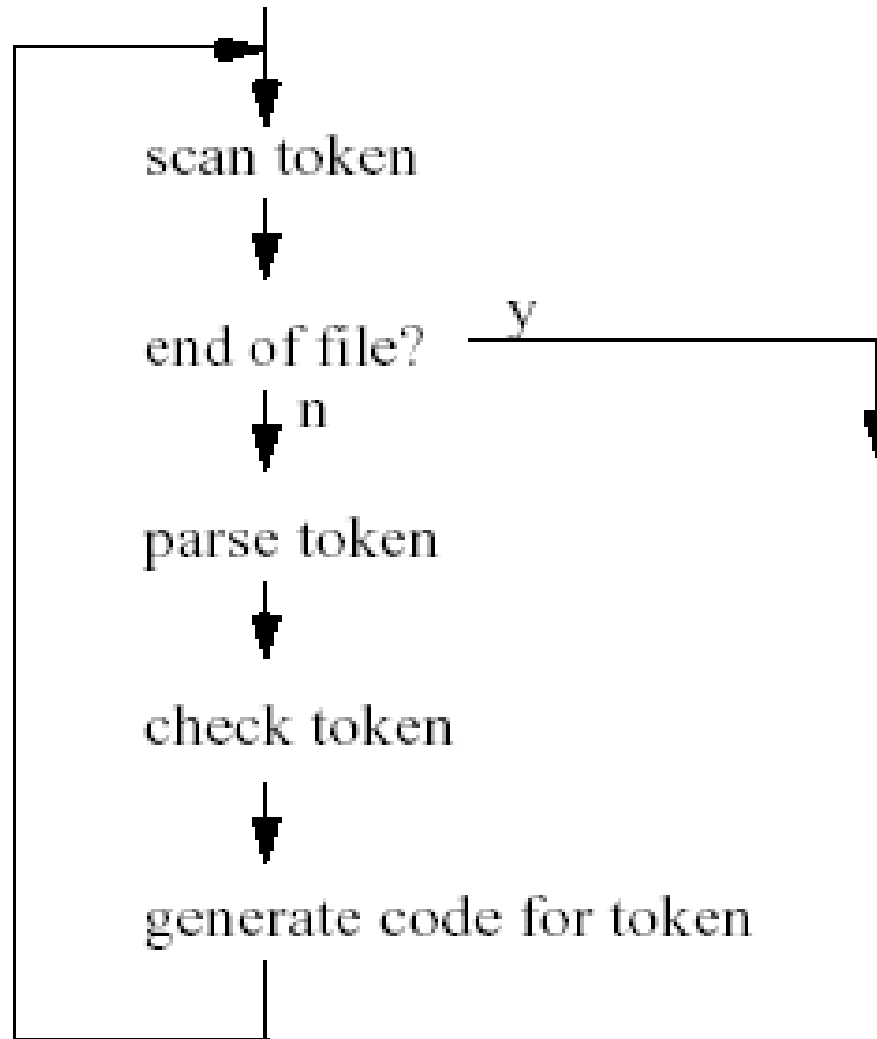 scan token
end of file?
y
n
parse token
check token
generate code for token